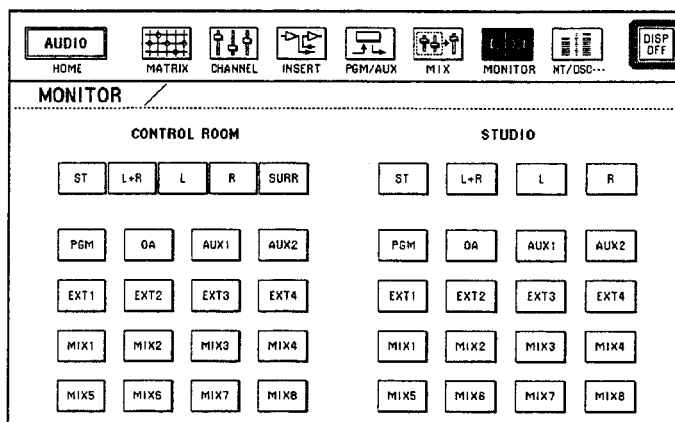 AUDIO
HOME MATRIX CHANNEL INSERT PGM/AUX MIX MONITOR MT/OSC··· DISP OFF
MONITOR
CONTROL ROOM STUDIO
ST L+R L R SURR ST L+R L R
PGM OA AUX1 AUX2 PGM OA AUX1 AUX2
EXT1 EXT2 EXT3 EXT4 EXT1 EXT2 EXT3 EXT4
MIX1 MIX2 MIX3 MIX4 MIX1 MIX2 MIX3 MIX4
MIX5 MIX6 MIX7 MIX8 MIX5 MIX6 MIX7 MIX8